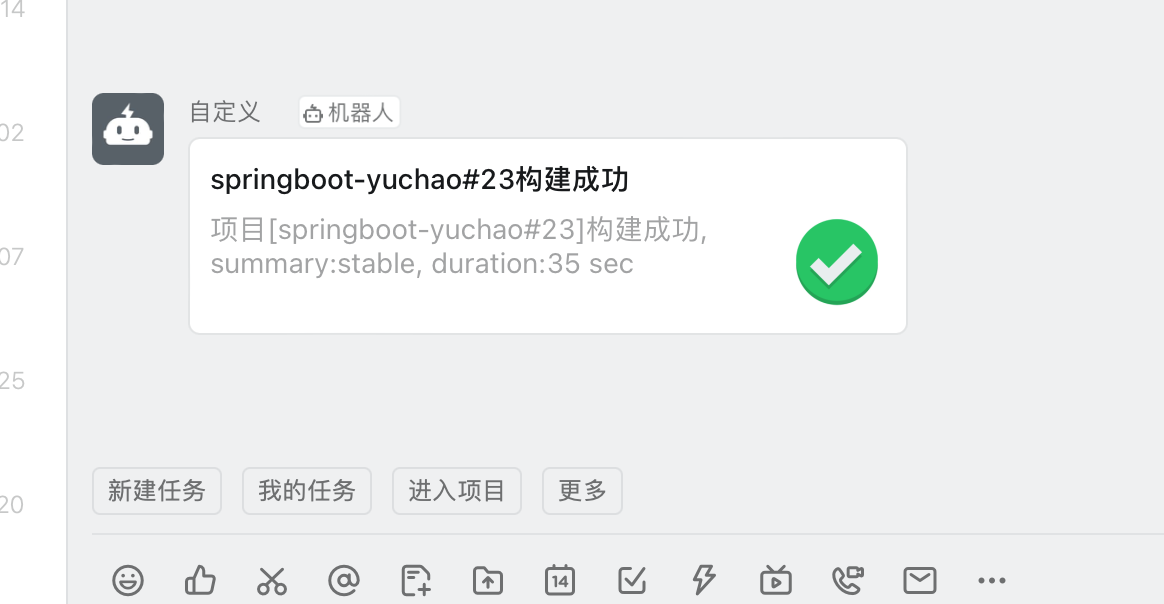 14
自定义 机器人
02
springboot-yuchao#23构建成功
项目[springboot-yuchao#23]构建成功,
07
summary:stable, duration:35 sec
25
新建任务 我的任务 进入项目 更多
20
14